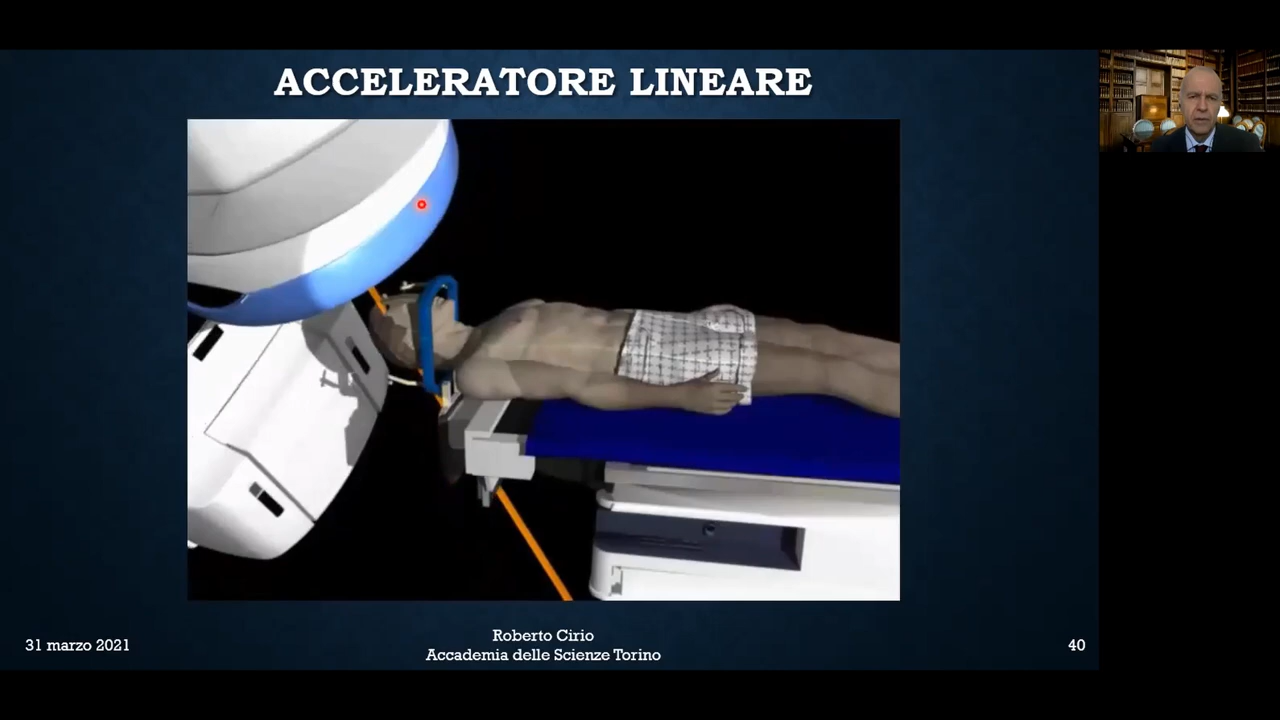 ACCELERATORE LINEARE
31 marzo 2021
Roberto Cirio
Accademia delle Scienze Torino
40